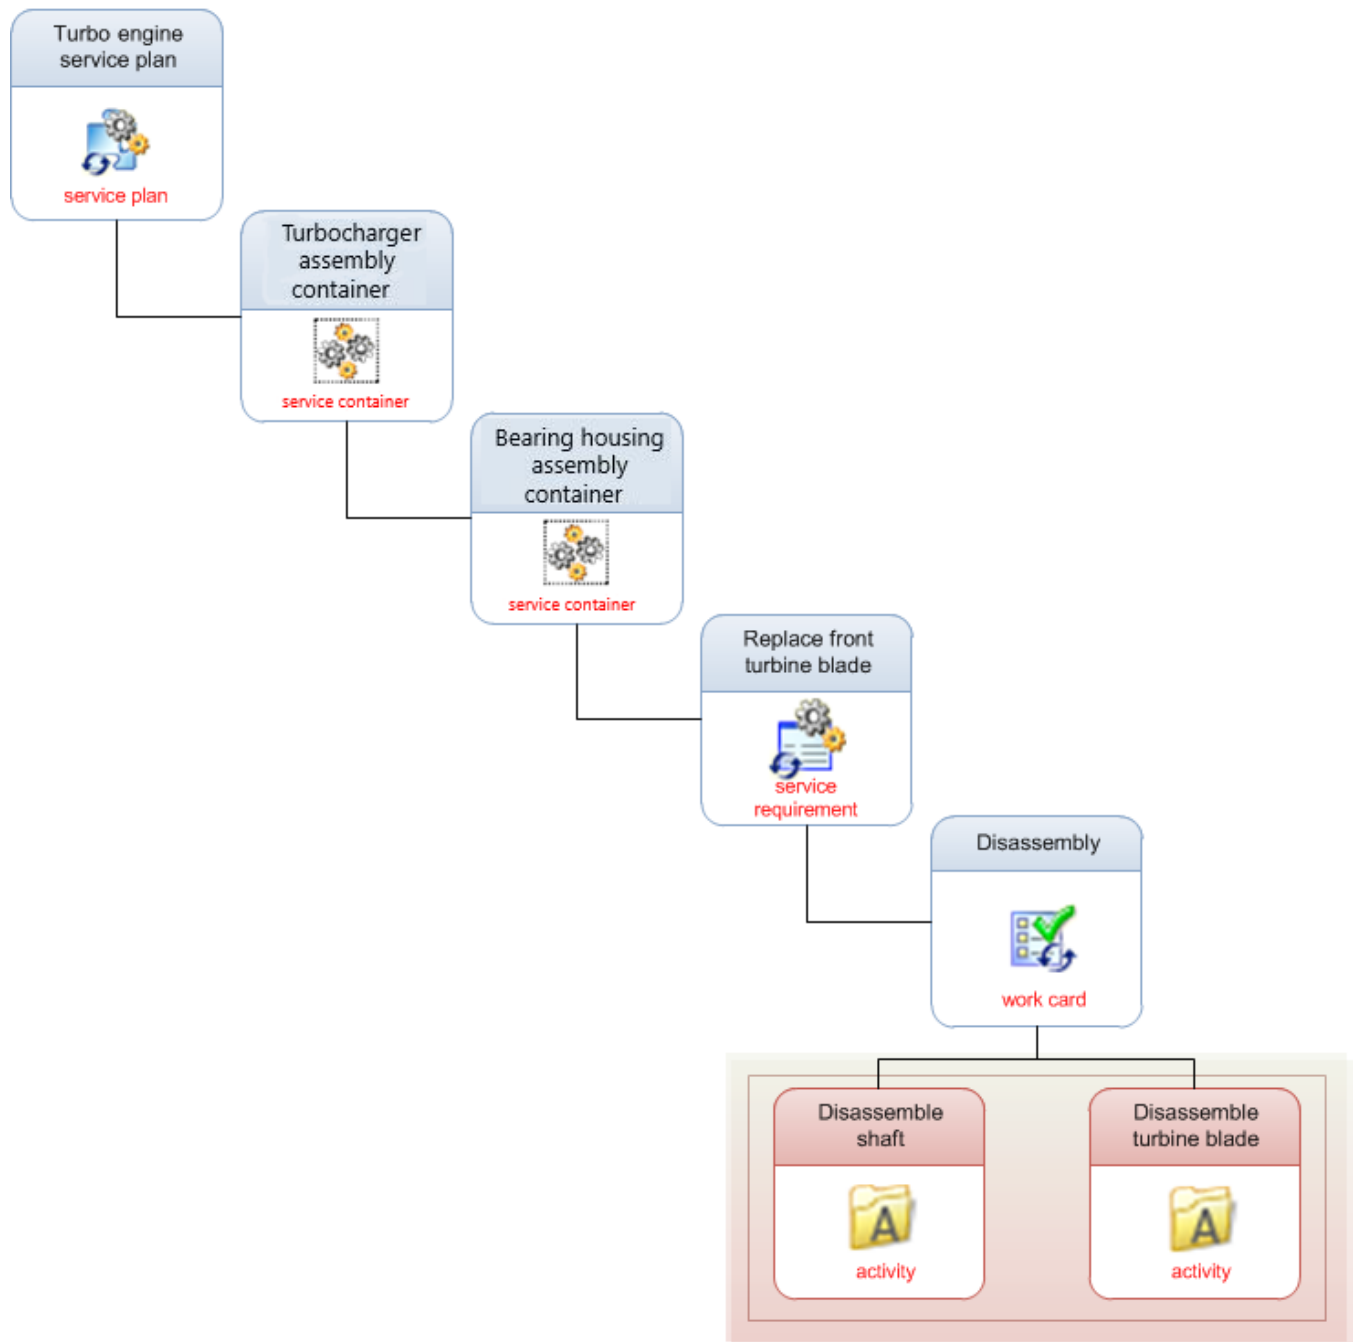 Turbo engine
service plan
service plan
Turbocharger
assembly
container
service container
Bearing housing
assembly
container
service container
Replace front
turbine blade
service
requirement
Disassembly
work card
Disassemble
shaft
A
activity
Disassemble
turbine blade
A
activity